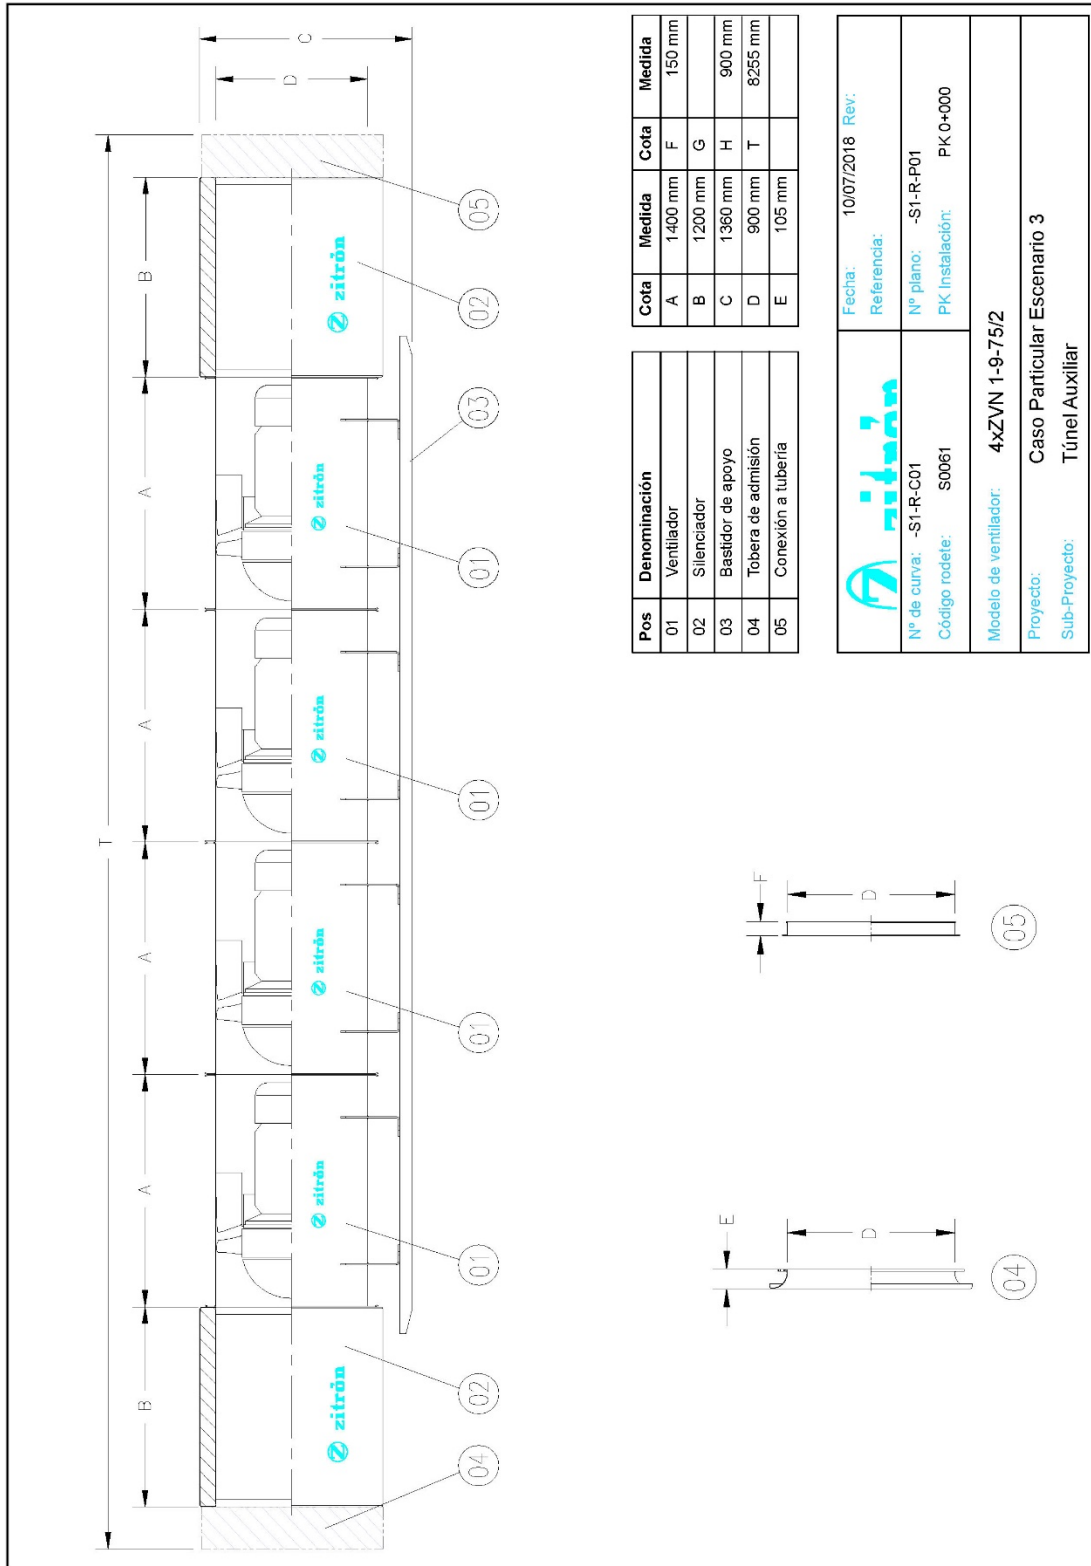 T
B
A
A
A
A
B
C
D
zitrón
zitrón
zitrón
zitrón
zitrón
zitrón
04
02
01
01
01
01
03
02
05
E
D
04
F
D
05
Pos Denominación
01 Ventilador
02 Silenciador
03 Bastidor de apoyo
04 Tobera de admisión
05 Conexión a tubería
Cota Medida Cota Medida
A 1400 mm F 150 mm
B 1200 mm G
C 1360 mm H 900 mm
D 900 mm T 8255 mm
E 105 mm
zitrón
Fecha: 10/07/2018 Rev:
Referencia:
Nº de curva: -S1-R-C01
Nº plano: -S1-R-P01
Código rodete: S0061
PK Instalación: PK 0+000
Modelo de ventilador: 4xZVN 1-9-75/2
Proyecto: Caso Particular Escenario 3
Sub-Proyecto: Túnel Auxiliar